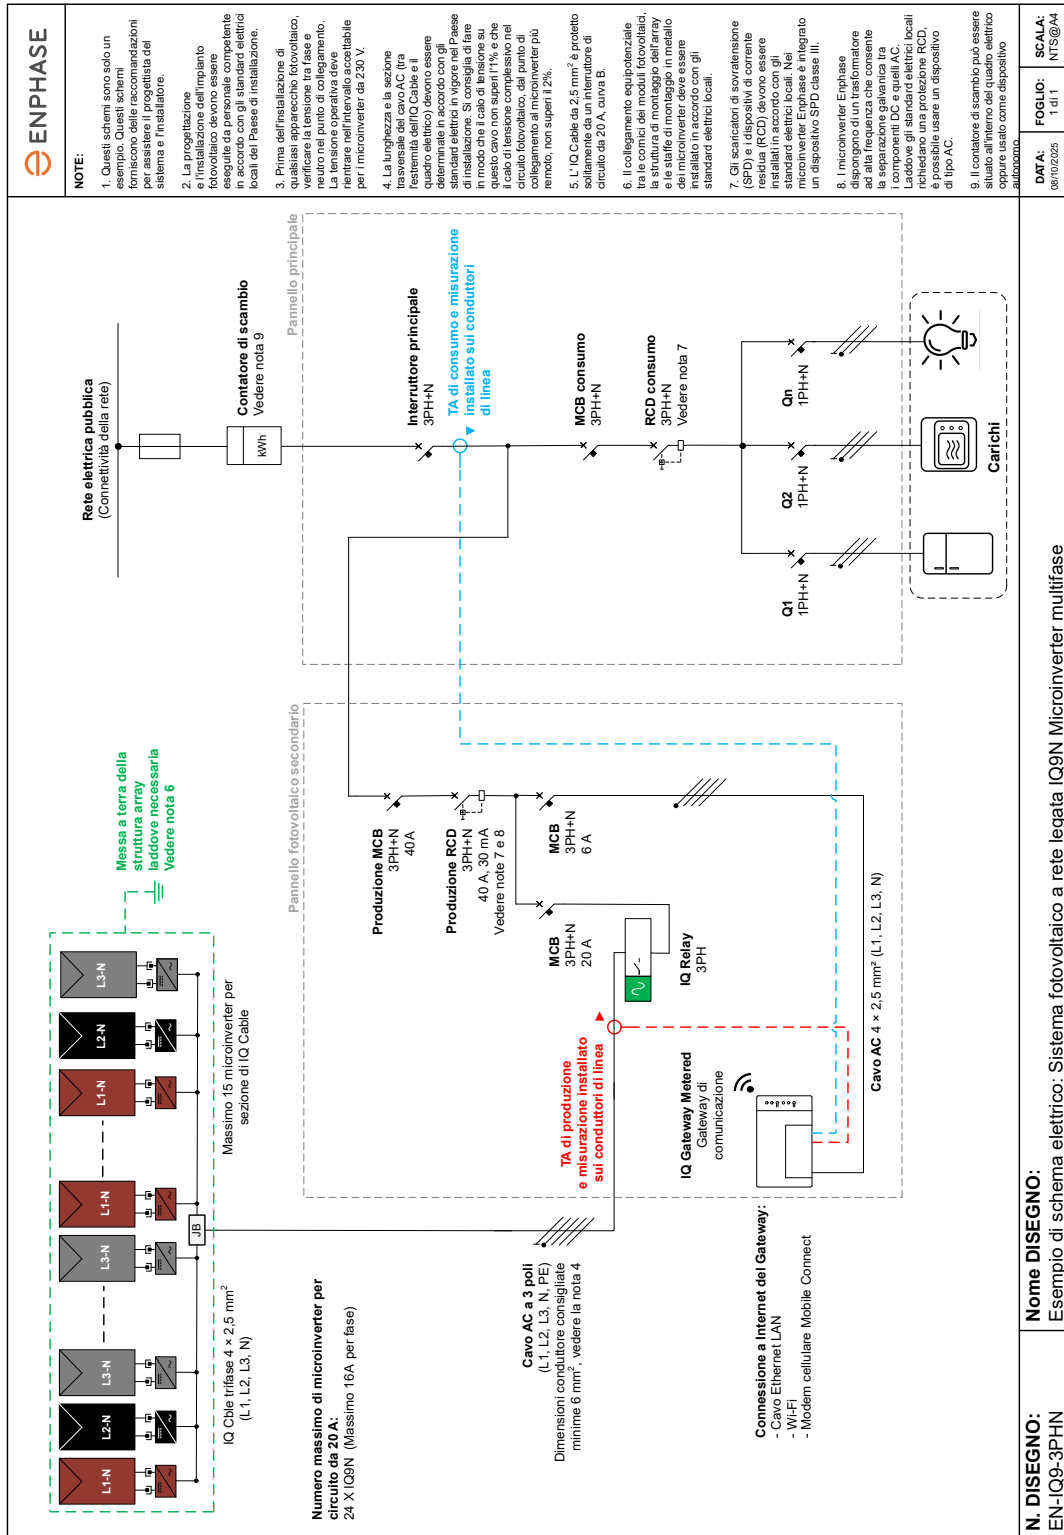 ENPHASE
NOTE:
1. Questi schemi sono solo un
esempio. Questi schemi
forniscono delle raccomandazioni
per assistere il progettista del
sistema e l'installatore.
2. La progettazione
e l'installazione dell'impianto
fotovoltaico devono essere
eseguite da personale competente
in accordo con gli standard elettrici
locali del Paese di installazione.
3. Prima dell'installazione di
qualsiasi apparecchio fotovoltaico,
verificare la tensione tra fase e
neutro nel punto di collegamento.
La tensione operativa deve
rientrare nell'intervallo accettabile
per i microinverter da 230 V.
4. La lunghezza e la sezione
trasversale del cavo AC (tra
l'estremità dell'IQ Cable e il
quadro elettrico) devono essere
determinate in accordo con gli
standard elettrici in vigore nel Paese
di installazione. Si consiglia di fare
in modo che il calo di tensione su
questo cavo non superi l'1% e che
il calo di tensione complessivo nel
circuito fotovoltaico, dal punto di
collegamento al microinverter più
remoto, non superi il 2%.
5. L'IQ Cable da 2,5 mm² è protetto
solitamente da un interruttore di
circuito da 20 A, curva B.
6. Il collegamento equipotenziale
tra le cornici dei moduli fotovoltaici,
la struttura di montaggio dell'array
e le staffe di montaggio in metallo
dei microinverter deve essere
installato in accordo con gli
standard elettrici locali.
7. Gli scaricatori di sovratensione
(SPD) e i dispositivi di corrente
residua (RCD) devono essere
installati in accordo con gli
standard elettrici locali. Nei
microinverter Enphase è integrato
un dispositivo SPD classe III.
8. I microinverter Enphase
dispongono di un trasformatore
ad alta frequenza che consente
la separazione galvanica tra
i componenti DC e quelli AC.
Laddove gli standard elettrici locali
richiedano una protezione RCD,
è possibile usare un dispositivo
di tipo AC.
9. Il contatore di scambio può essere
situato all'interno del quadro elettrico
oppure usato come dispositivo
autonomo.
Rete elettrica pubblica
(Connettività della rete)
Contatore di scambio
Vedere nota 9
kWh
Pannello principale
Interruttore principale
3PH+N
TA di consumo e misurazione
installato sui conduttori
di linea
MCB consumo
3PH+N
RCD consumo
3PH+N
Vedere nota 7
Q1
1PH+N
Q2
1PH+N
Qn
1PH+N
Carichi
Messa a terra della
struttura array
laddove necessaria
Vedere nota 6
Pannello fotovoltaico secondario
Produzione MCB
3PH+N
40 A
Produzione RCD
3PH+N
40 A, 30 mA
Vedere note 7 e 8
MCB
3PH+N
20 A
MCB
3PH+N
6 A
IQ Relay
3PH
TA di produzione
e misurazione installato
sui conduttori di linea
IQ Gateway Metered
Gateway di
comunicazione
Cavo AC 4 × 2,5 mm² (L1, L2, L3, N)
L1-N
L2-N
L3-N
L3-N
L1-N
L1-N
L2-N
L3-N
JB
IQ Cble trifase 4 × 2,5 mm²
(L1, L2, L3, N)
Massimo 15 microinverter per
sezione di IQ Cable
Numero massimo di microinverter per
circuito da 20 A:
24 X IQ9N (Massimo 16A per fase)
Cavo AC a 3 poli
(L1, L2, L3, N, PE)
Dimensioni conduttore consigliate
minime 6 mm², vedere la nota 4
Connessione a Internet del Gateway:
- Cavo Ethernet LAN
- Wi-Fi
- Modem cellulare Mobile Connect
N. DISEGNO:
EN-IQ9-3PHN
Nome DISEGNO:
Esempio di schema elettrico: Sistema fotovoltaico a rete legata IQ9N Microinverter multifase
DATA:
08/10/2025
FOGLIO:
1 di 1
SCALA:
NTS@A4